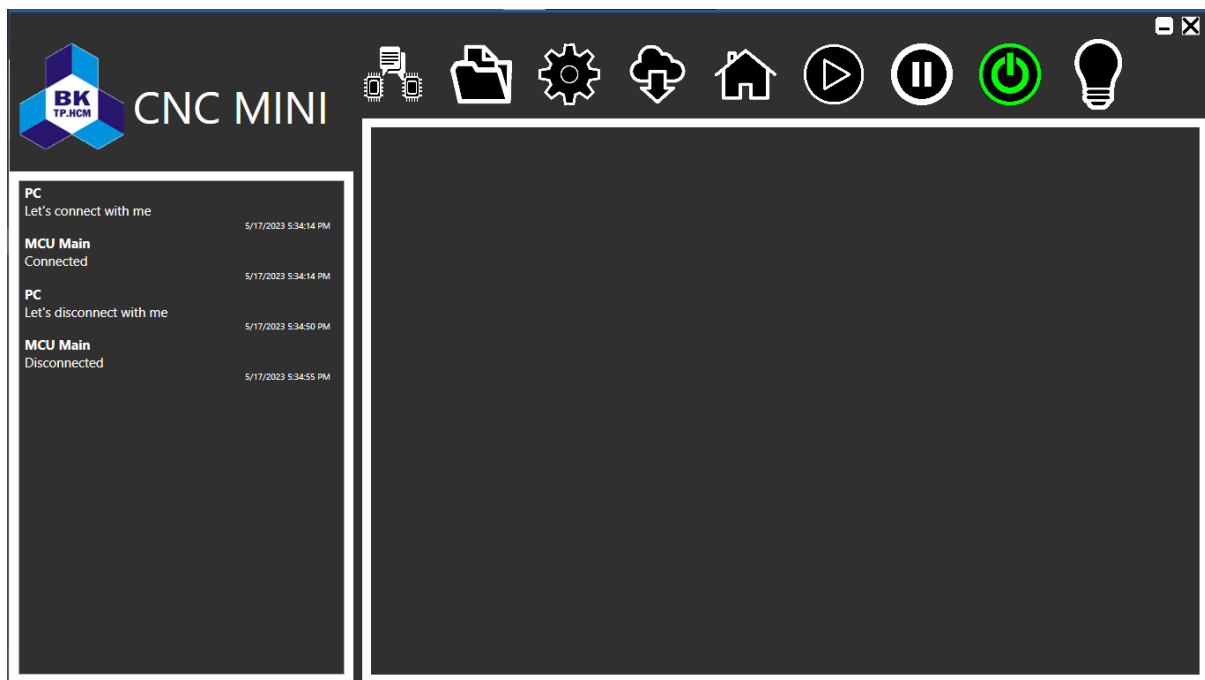 BK
TP.HCM
CNC MINI
PC
Let's connect with me
5/17/2023 5:34:14 PM
MCU Main
Connected
5/17/2023 5:34:14 PM
PC
Let's disconnect with me
5/17/2023 5:34:50 PM
MCU Main
Disconnected
5/17/2023 5:34:55 PM